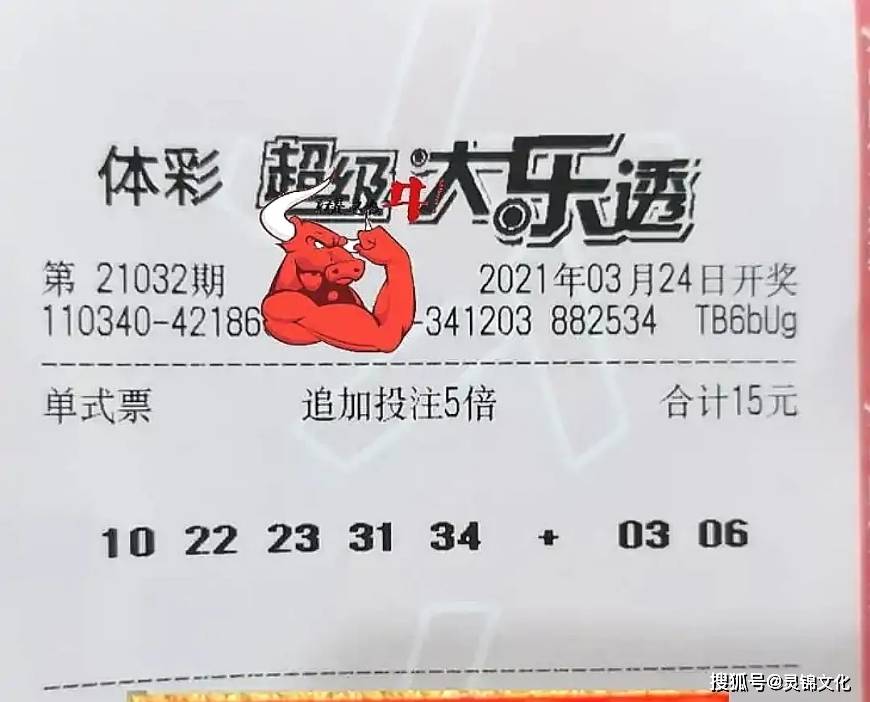 体彩 超级大乐透
牛
第 21032期 2021年03月24日开奖
110340-42186 -341203 882534 TB6bUg
单式票 追加投注5倍 合计15元
10 22 23 31 34 + 03 06
搜狐号@灵锦文化